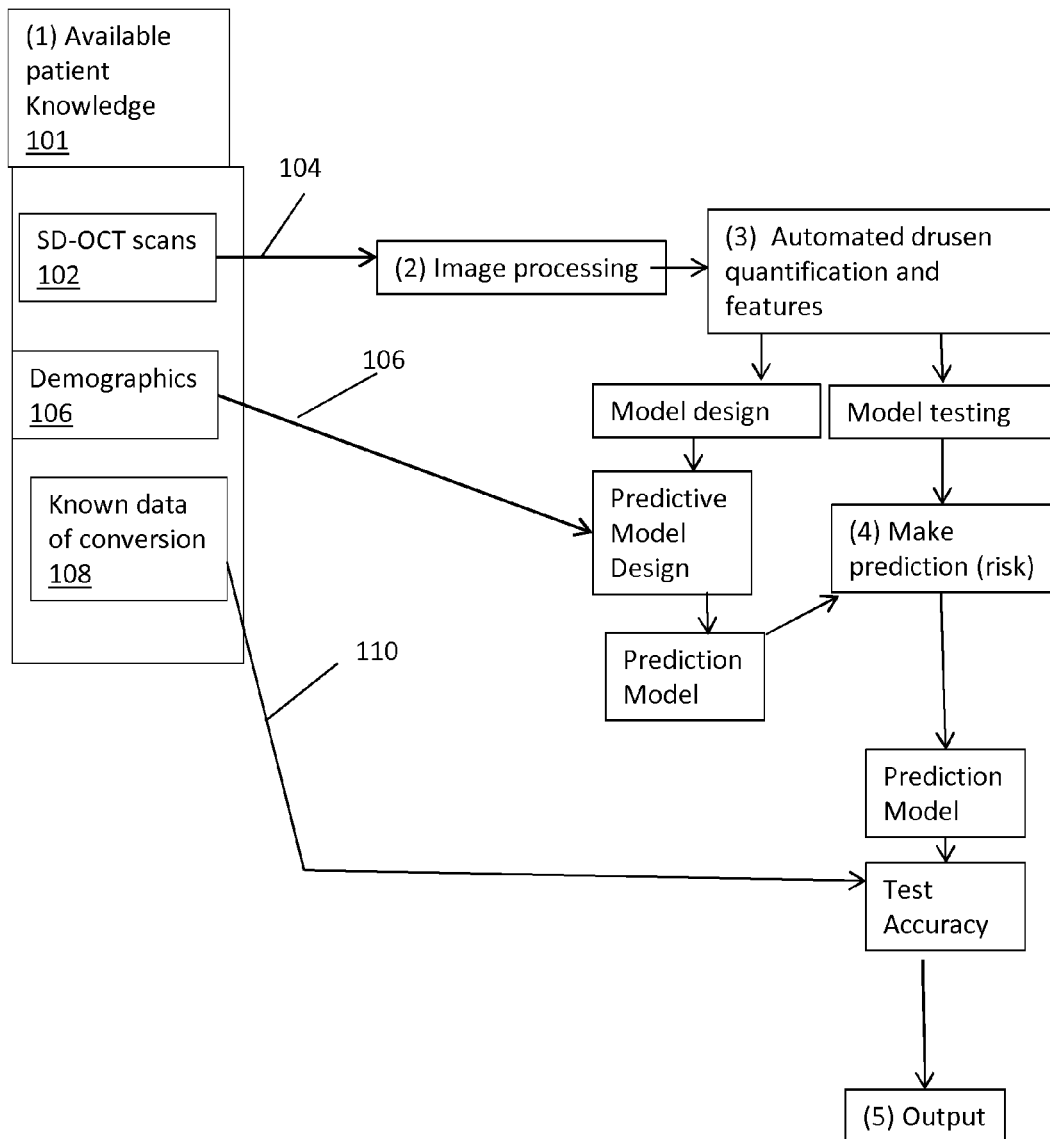 (1) Available
patient
Knowledge
101
104
SD-OCT scans
102
(2) Image processing
(3) Automated drusen
quantification and
features
Demographics
106
106
Model design
Model testing
Known data
of conversion
108
Predictive
Model
Design
(4) Make
prediction (risk)
110
Prediction
Model
Prediction
Model
Test
Accuracy
(5) Output